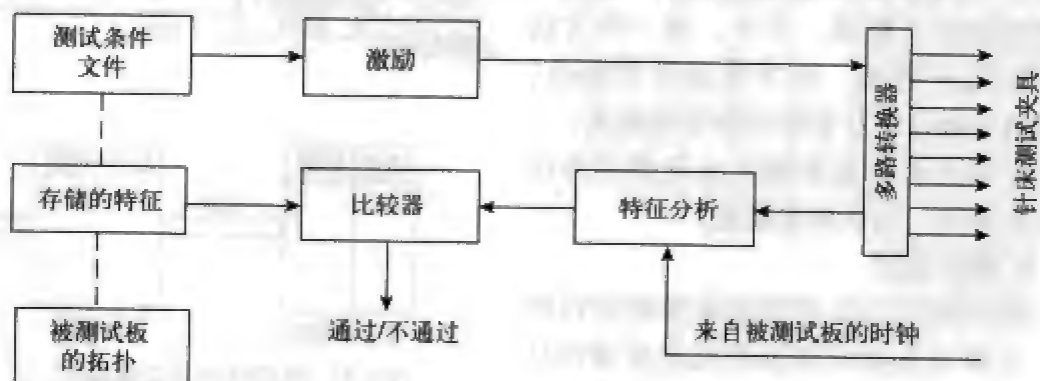 测试条件
文件
激励
多路转换器
针床测试夹具
存储的特征
比较器
特征分析
被测试板
的拓扑
通过/不通过
来自被测试板的时钟